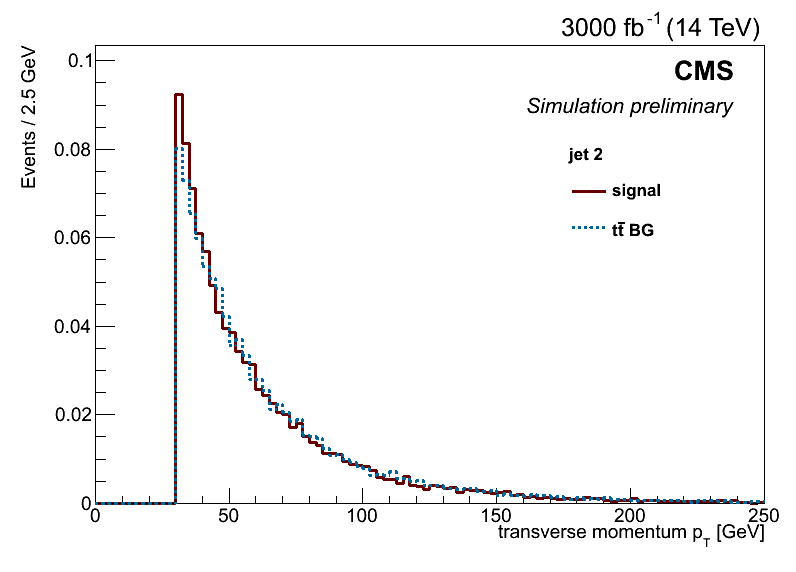 3000 fb⁻¹ (14 TeV)
Events / 2.5 GeV
CMS
Simulation preliminary
jet 2
signal
tt̅ BG
0.1
0.08
0.06
0.04
0.02
0
0 50 100 150 200 250
transverse momentum p_T [GeV]